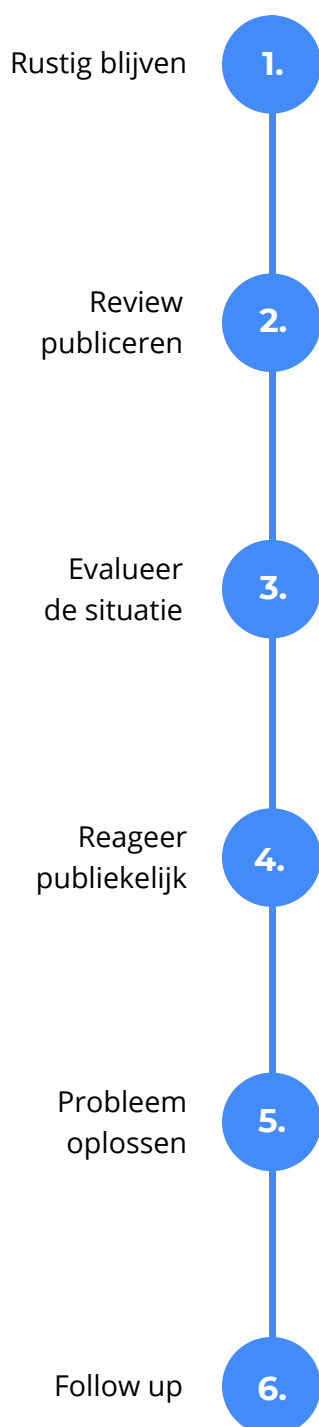 Rustig blijven
1.
Review
publiceren
2.
Evalueer
de situatie
3.
Reageer
publiekelijk
4.
Probleem
oplossen
5.
Follow up
6.